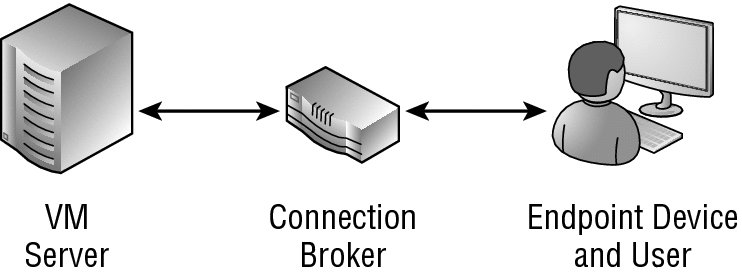 VM
Server
Connection
Broker
Endpoint Device
and User